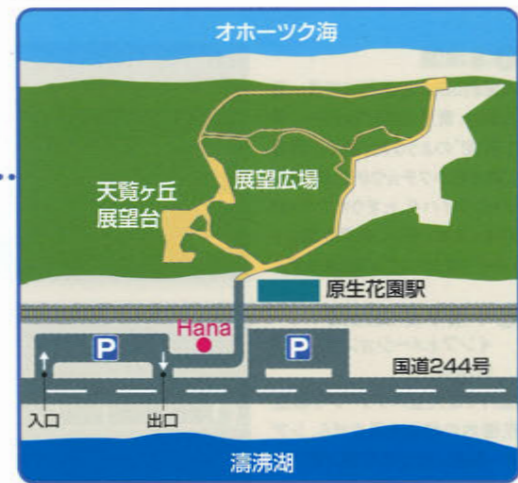 オホーツク海
展望広場
天覧ヶ丘
展望台
原生花園駅
Hana
P
P
国道244号
入口
出口
濤沸湖